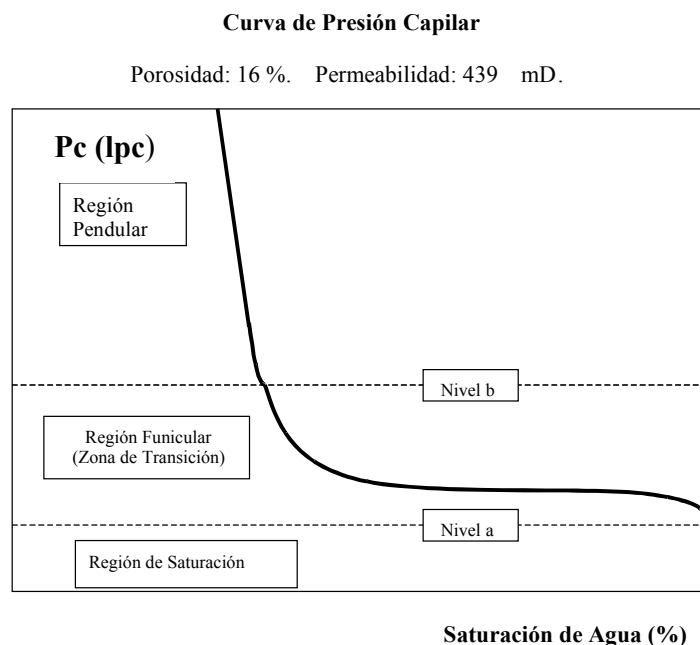 Curva de Presión Capilar
Porosidad: 16 %. Permeabilidad: 439 mD.
Pc (lpc)
Región
Pendular
Nivel b
Región Funicular
(Zona de Transición)
Nivel a
Región de Saturación
Saturación de Agua (%)